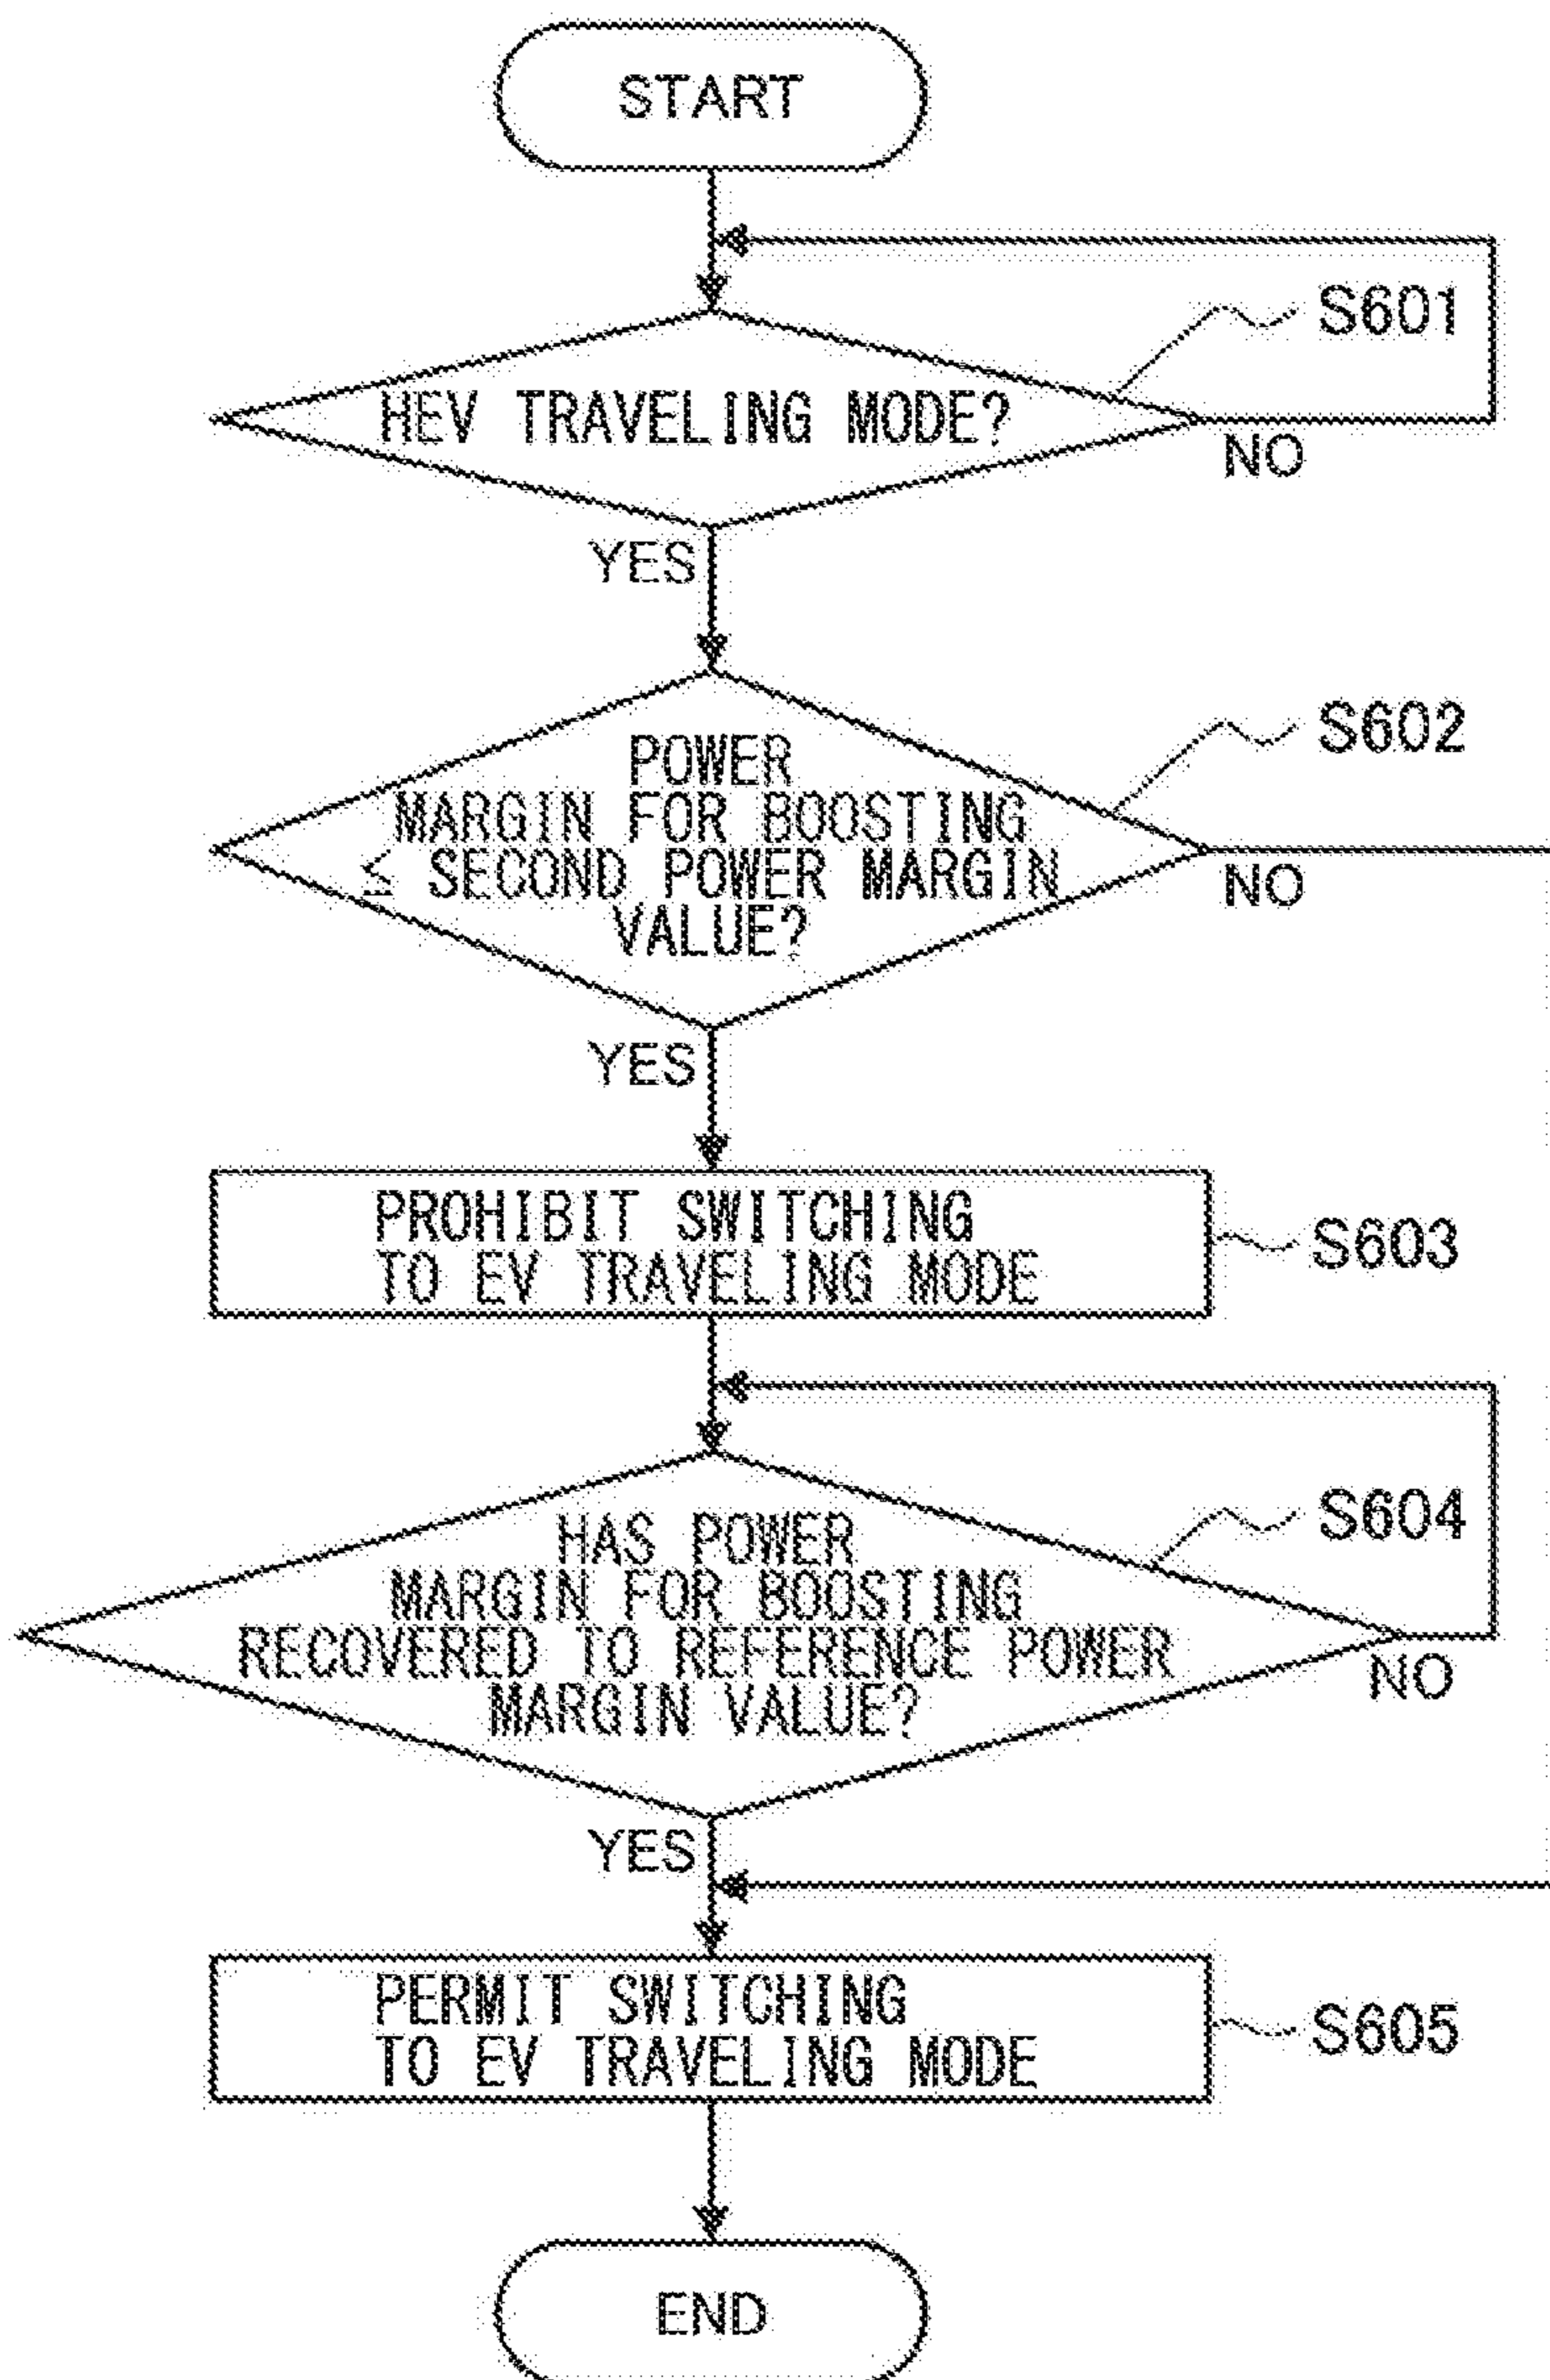 START
S601
HEV TRAVELING MODE?
NO
YES
S602
POWER
MARGIN FOR BOOSTING
≦ SECOND POWER MARGIN
VALUE?
NO
YES
PROHIBIT SWITCHING
TO EV TRAVELING MODE
S603
S604
HAS POWER
MARGIN FOR BOOSTING
RECOVERED TO REFERENCE POWER
MARGIN VALUE?
NO
YES
PERMIT SWITCHING
TO EV TRAVELING MODE
S605
END